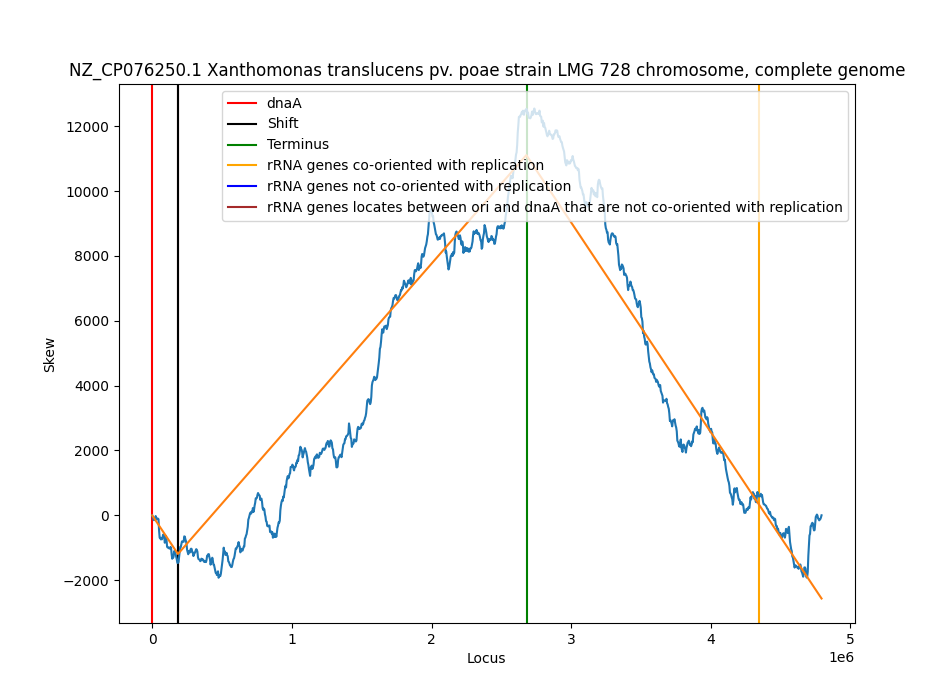 NZ_CP076250.1 Xanthomonas translucens pv. poae strain LMG 728 chromosome, complete genome
dnaA
Shift
Terminus
rRNA genes co-oriented with replication
rRNA genes not co-oriented with replication
rRNA genes locates between ori and dnaA that are not co-oriented with replication
12000
10000
8000
6000
4000
2000
0
−2000
Skew
0 1 2 3 4 5
1e6
Locus